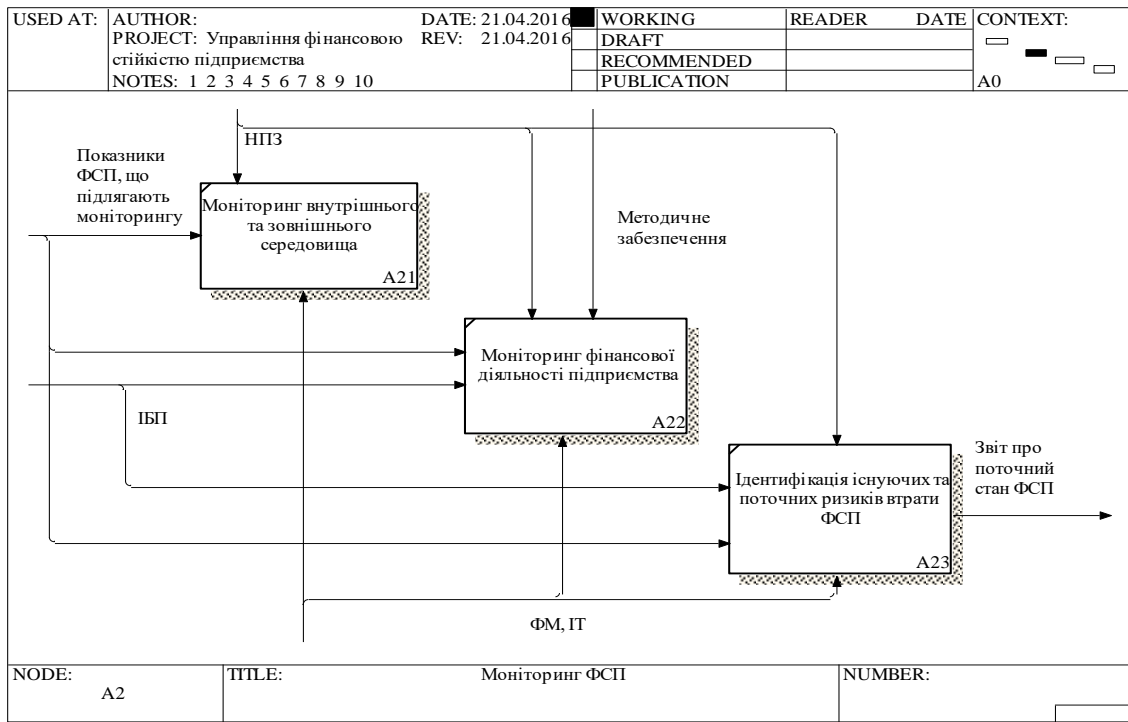 USED AT:
AUTHOR:
DATE: 21.04.2016
PROJECT: Управління фінансовою
REV: 21.04.2016
стійкістю підприємства
NOTES: 1 2 3 4 5 6 7 8 9 10
WORKING
DRAFT
RECOMMENDED
PUBLICATION
READER
DATE
CONTEXT:
A0
НПЗ
Показники
ФСП, що
підлягають
моніторингу
Моніторинг внутрішнього
та зовнішнього
середовища
A21
Методичне
забезпечення
Моніторинг фінансової
діяльності підприємства
A22
ІБП
Ідентифікація існуючих та
поточних ризиків втрати
ФСП
A23
Звіт про
поточний
стан ФСП
ФМ, ІТ
NODE:
A2
TITLE:
Моніторинг ФСП
NUMBER: